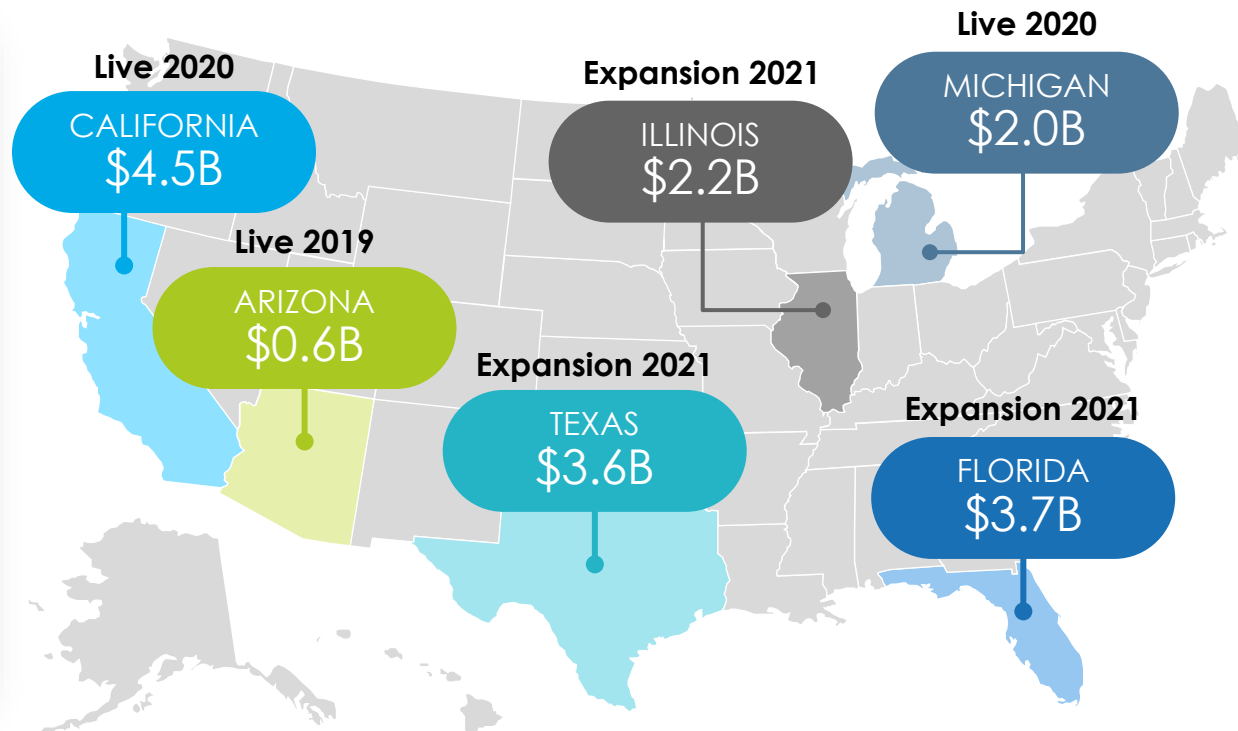 Live 2020
CALIFORNIA
$4.5B
Live 2019
ARIZONA
$0.6B
Expansion 2021
TEXAS
$3.6B
Expansion 2021
ILLINOIS
$2.2B
Live 2020
MICHIGAN
$2.0B
Expansion 2021
FLORIDA
$3.7B